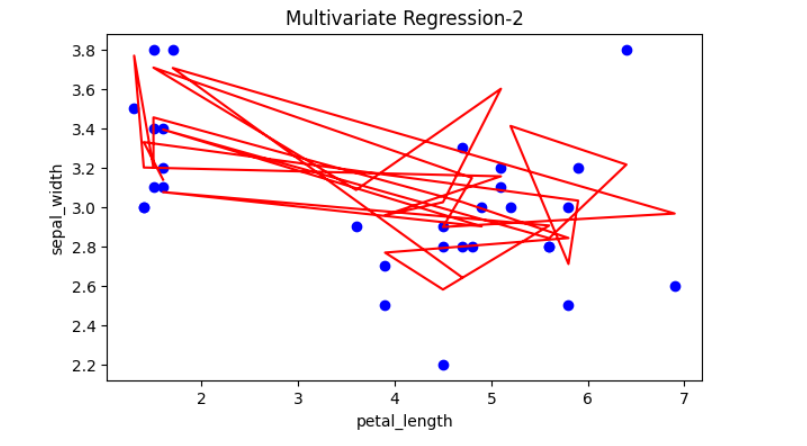 Multivariate Regression-2
3.8
3.6
3.4
3.2
3.0
2.8
2.6
2.4
2.2
sepal_width
2 3 4 5 6 7
petal_length